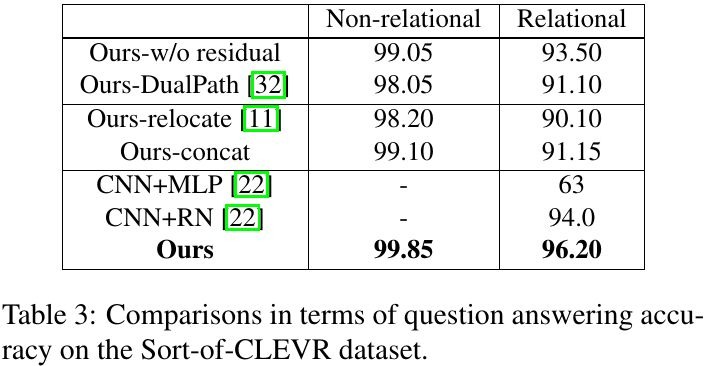 Non-relational Relational
Ours-w/o residual 99.05 93.50
Ours-DualPath [32] 98.05 91.10
Ours-relocate [11] 98.20 90.10
Ours-concat 99.10 91.15
CNN+MLP [22] - 63
CNN+RN [22] - 94.0
Ours 99.85 96.20
Table 3: Comparisons in terms of question answering accu-
racy on the Sort-of-CLEVR dataset.